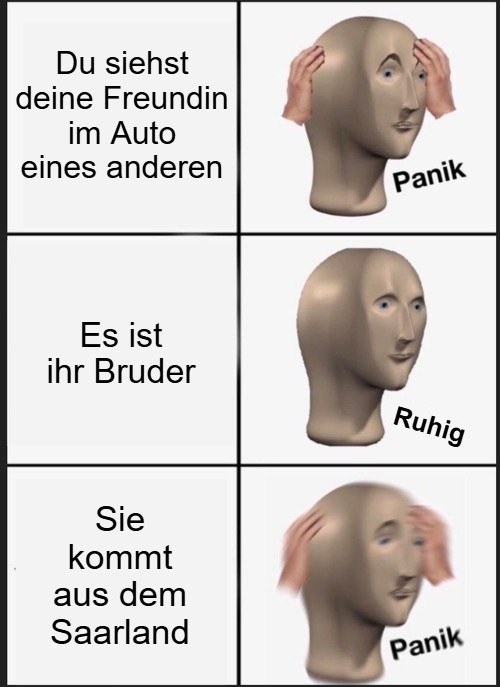 Du siehst
deine Freundin
im Auto
eines anderen
Panik
Es ist
ihr Bruder
Ruhig
Sie
kommt
aus dem
Saarland
Panik